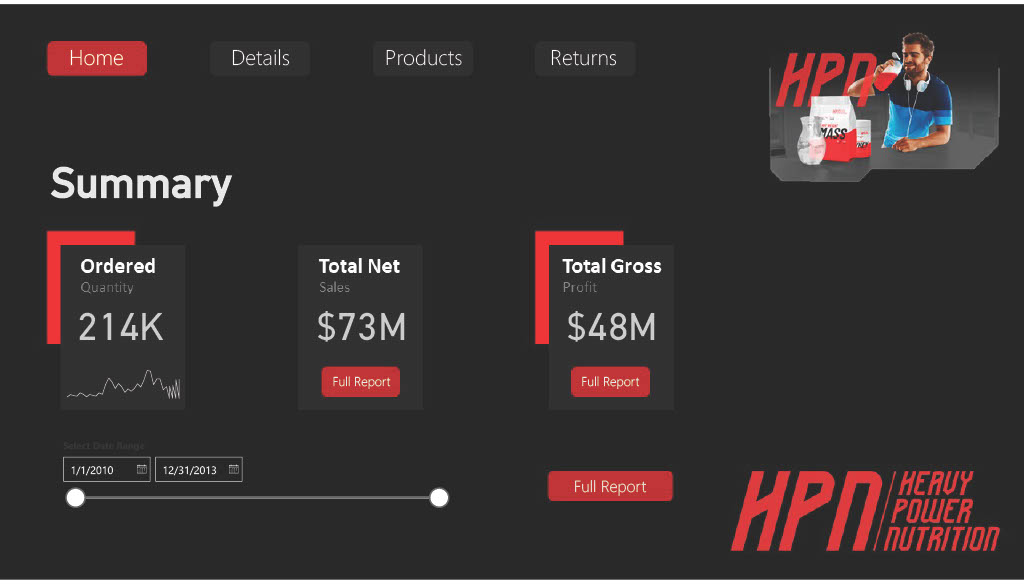 Home
Details
Products
Returns
HPN
MASS
Summary
Ordered
Quantity
214K
Total Net
Sales
$73M
Full Report
Total Gross
Profit
$48M
Full Report
Select Date Range
1/1/2010
12/31/2013
Full Report
HPN
HEAVY
POWER
NUTRITION